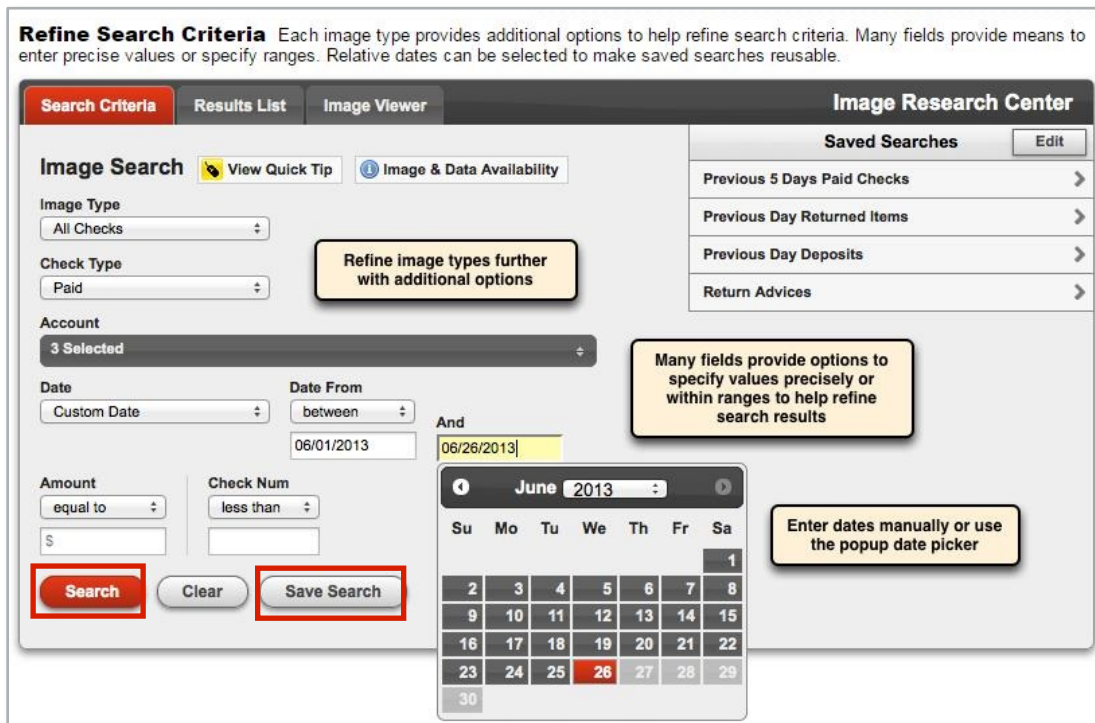 Refine Search Criteria Each image type provides additional options to help refine search criteria. Many fields provide means to
enter precise values or specify ranges. Relative dates can be selected to make saved searches reusable.
Search Criteria Results List Image Viewer Image Research Center
Saved Searches Edit
Image Search View Quick Tip Image & Data Availability
Previous 5 Days Paid Checks
Previous Day Returned Items
Previous Day Deposits
Return Advices
Image Type
All Checks
Check Type
Paid
Refine image types further
with additional options
Account
3 Selected
Many fields provide options to
specify values precisely or
within ranges to help refine
search results
Date Date From
Custom Date between And
06/01/2013 06/26/2013
Amount Check Num
equal to less than
$
Search Clear Save Search
June 2013
Su Mo Tu We Th Fr Sa
1
2 3 4 5 6 7 8
9 10 11 12 13 14 15
16 17 18 19 20 21 22
23 24 25 26 27 28 29
30
Enter dates manually or use
the popup date picker